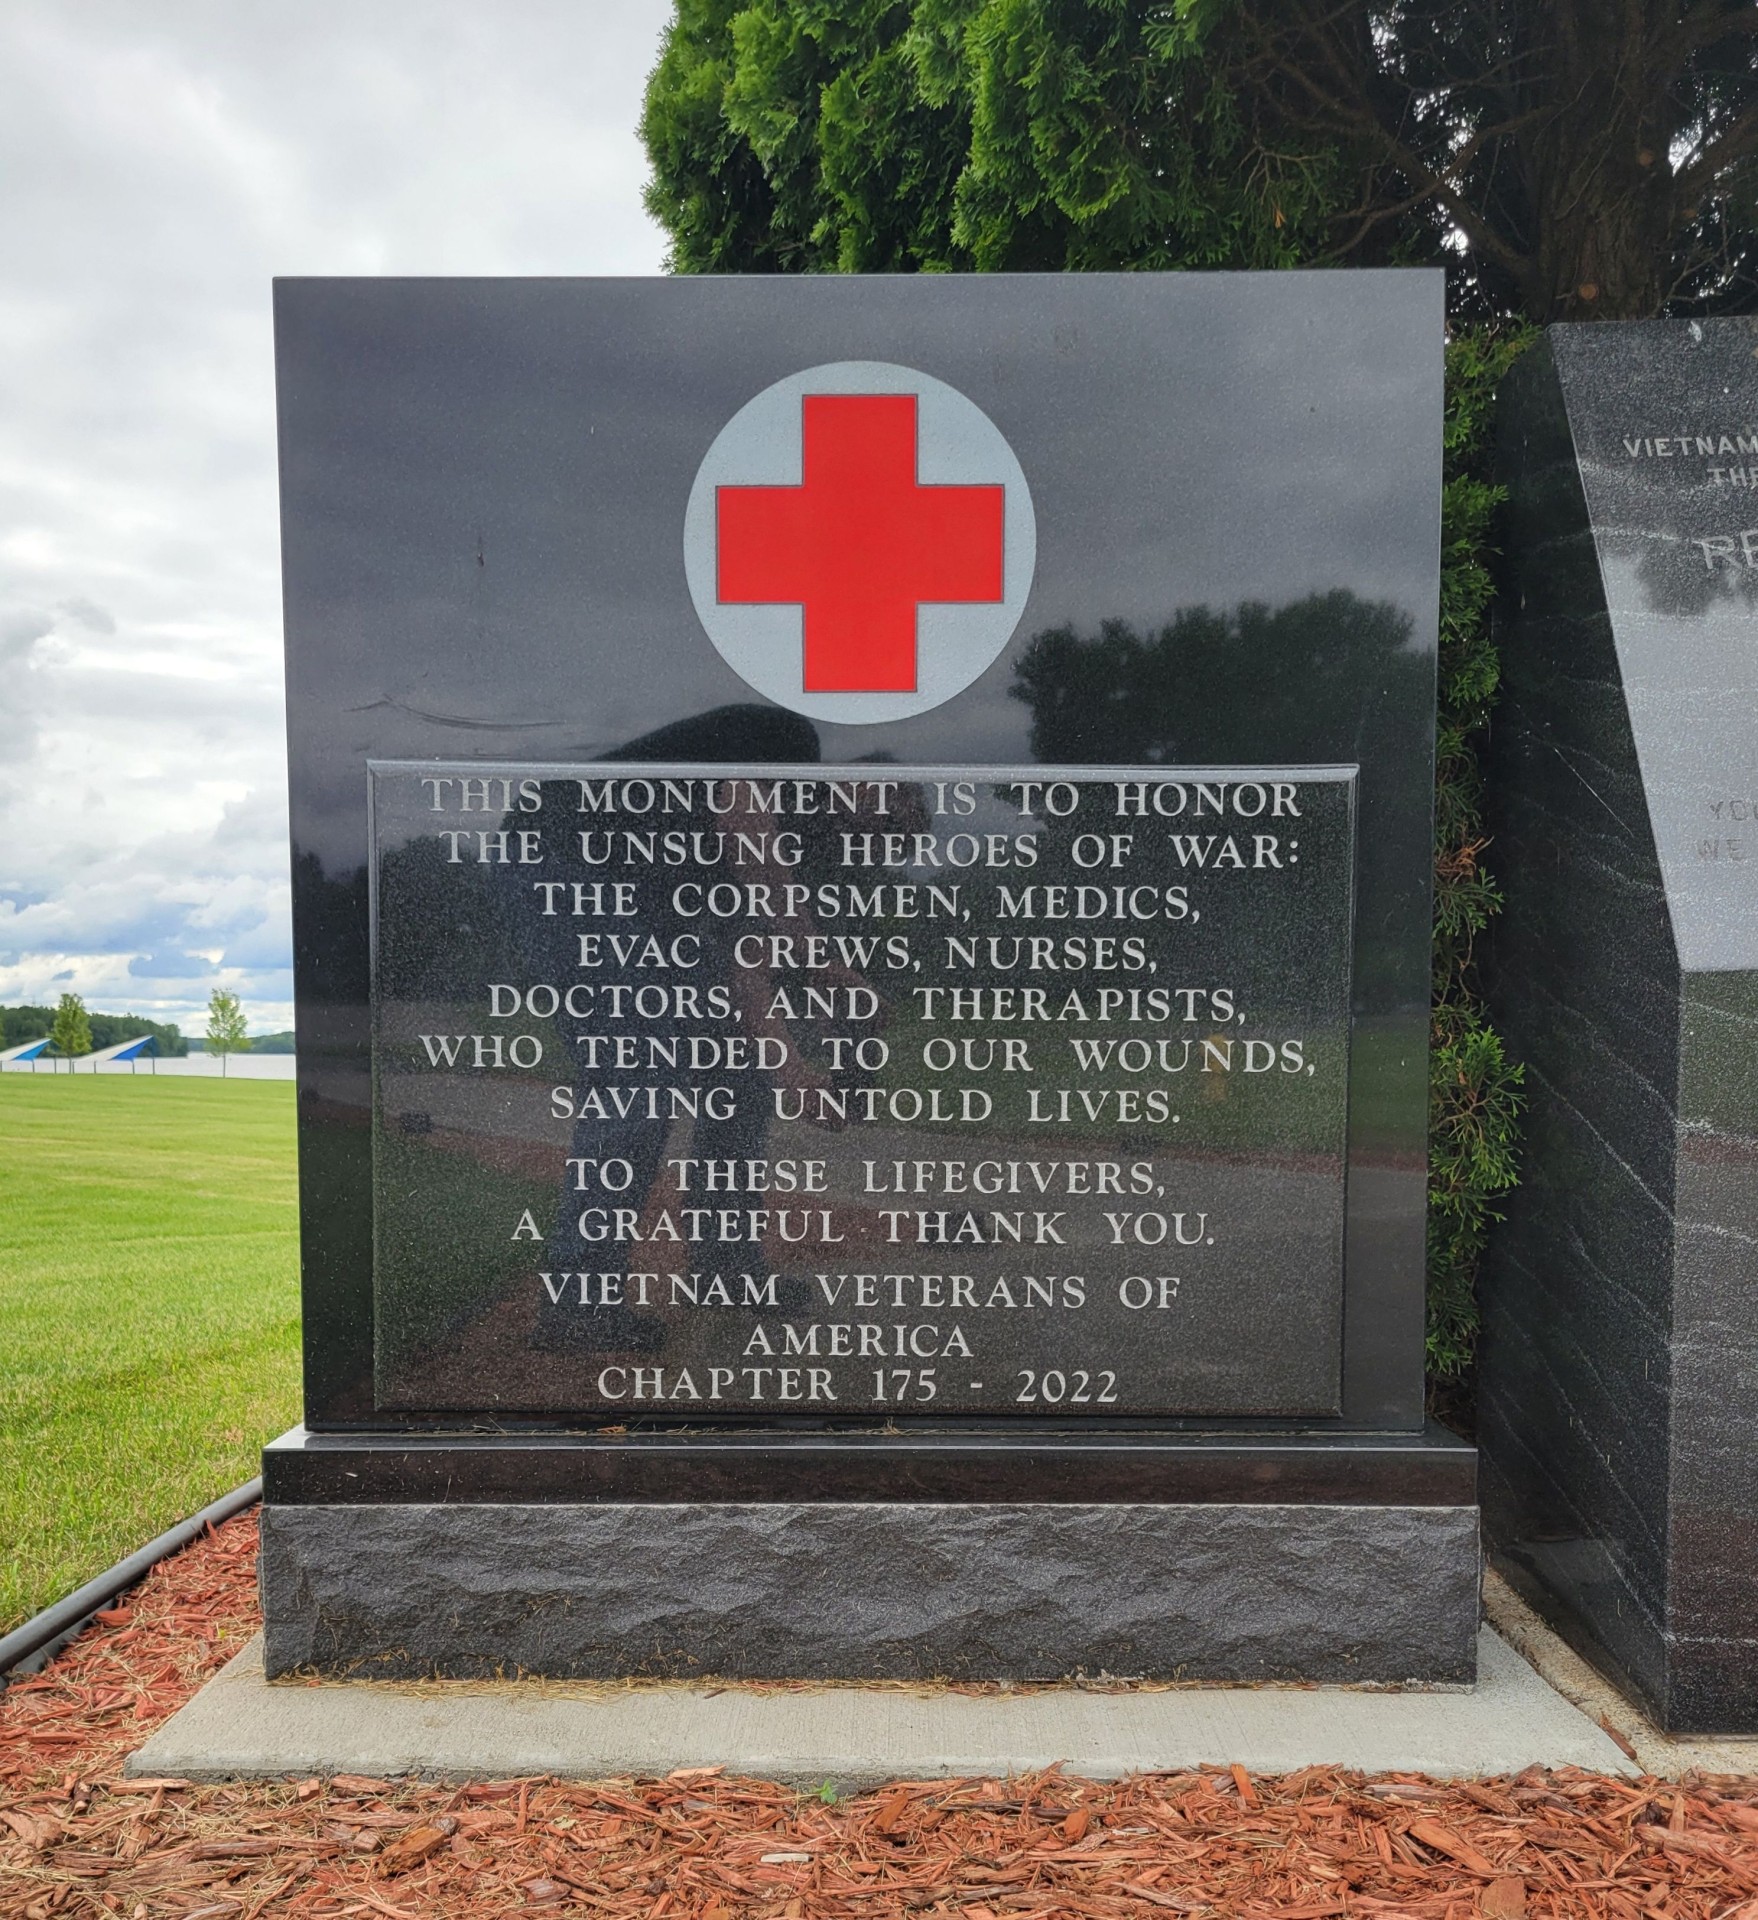 THIS MONUMENT IS TO HONOR
THE UNSUNG HEROES OF WAR:
THE CORPSMEN, MEDICS,
EVAC CREWS, NURSES,
DOCTORS, AND THERAPISTS,
WHO TENDED TO OUR WOUNDS,
SAVING UNTOLD LIVES.
TO THESE LIFEGIVERS,
A GRATEFUL THANK YOU.
VIETNAM VETERANS OF
AMERICA
CHAPTER 175 - 2022
VIETNAM